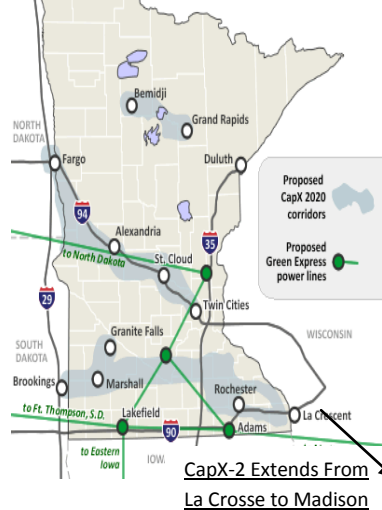 Bemidji
Grand Rapids
NORTH
DAKOTA
Fargo
Duluth
Proposed
CapX 2020
corridors
94
Alexandria
35
to North Dakota
St. Cloud
Proposed
Green Express
power lines
29
Twin Cities
Granite Falls
WISCONSIN
SOUTH
DAKOTA
Brookings
Marshall
Rochester
La Crescent
to Ft. Thompson, S.D.
Lakefield
90
Adams
to Eastern
Iowa
IOW
CapX-2 Extends From
La Crosse to Madison